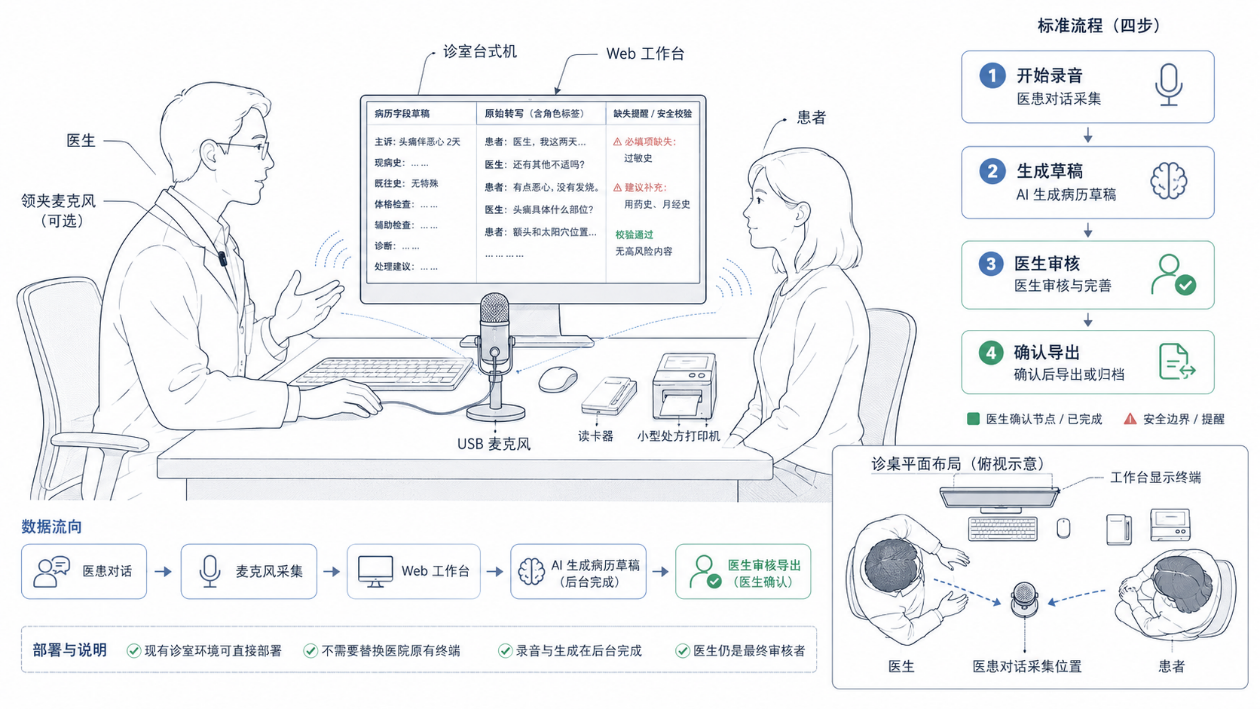 诊室台式机
Web 工作台
医生
领夹麦克风
（可选）
患者
病历字段草稿
主诉：头痛伴恶心 2天
现病史：... ...
既往史：无特殊
体格检查：... ...
辅助检查：... ...
诊断：... ...
处理建议：... ...
原始转写（含角色标签）
患者：医生，我这两天...
医生：还有其他不适吗？
患者：有点恶心，没有发烧。
医生：头痛具体什么部位？
患者：额头和太阳穴位置...
... ... ... ...
缺失提醒 / 安全校验
必填项缺失：
过敏史
建议补充：
用药史、月经史
校验通过
无高风险内容
USB 麦克风
读卡器
小型处方打印机
标准流程（四步）
1 开始录音
医患对话采集
2 生成草稿
AI 生成病历草稿
3 医生审核
医生审核与完善
4 确认导出
确认后导出或归档
医生确认节点 / 已完成
安全边界 / 提醒
诊桌平面布局（俯视示意）
工作台显示终端
医生
医患对话采集位置
患者
数据流向
医患对话
麦克风采集
Web 工作台
AI 生成病历草稿
（后台完成）
医生审核导出
（医生确认）
部署与说明
现有诊室环境可直接部署
不需要替换医院原有终端
录音与生成在后台完成
医生仍是最终审核者